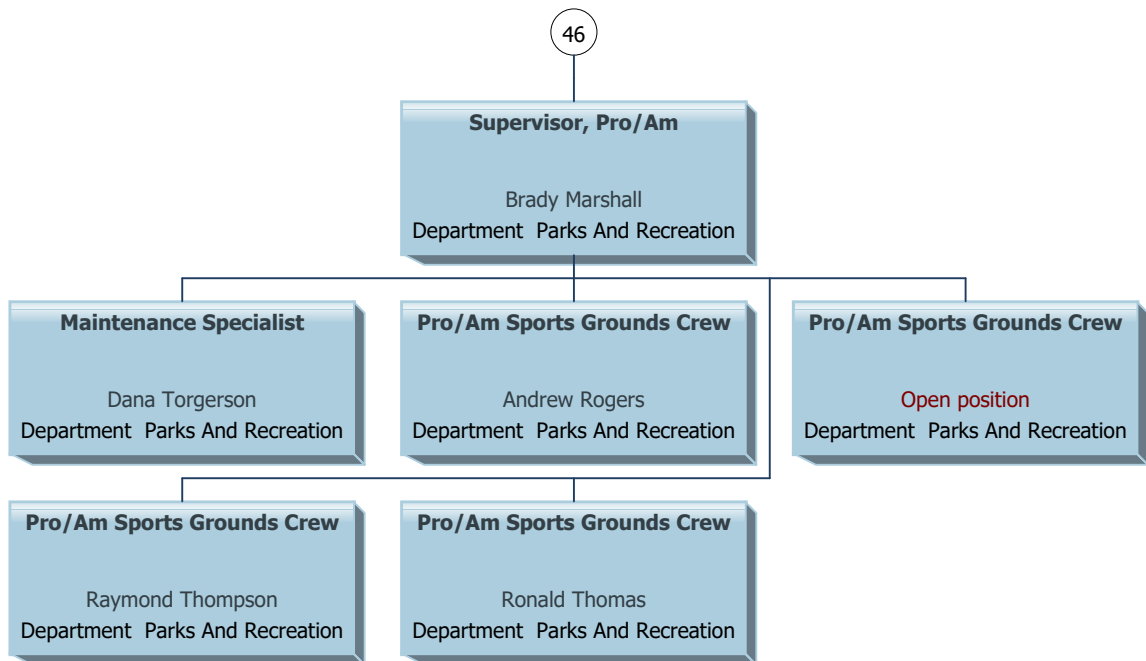 46
Supervisor, Pro/Am
Brady Marshall
Department  Parks And Recreation
Maintenance Specialist
Dana Torgerson
Department  Parks And Recreation
Pro/Am Sports Grounds Crew
Andrew Rogers
Department  Parks And Recreation
Pro/Am Sports Grounds Crew
Open position
Department  Parks And Recreation
Pro/Am Sports Grounds Crew
Raymond Thompson
Department  Parks And Recreation
Pro/Am Sports Grounds Crew
Ronald Thomas
Department  Parks And Recreation